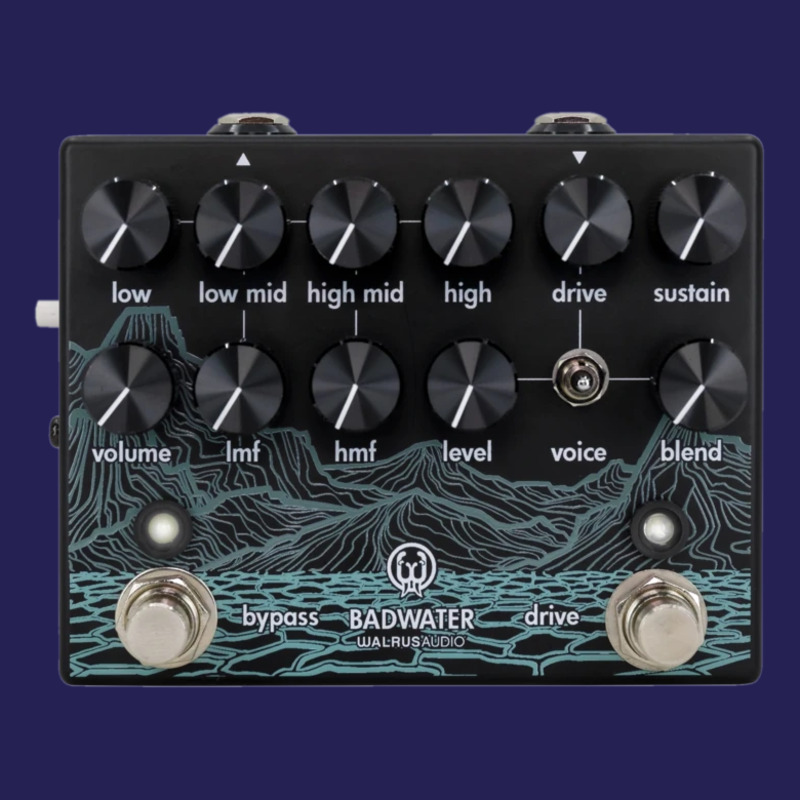 low low mid high mid high drive sustain
volume lmf hmf level voice blend
bypass BADWATER drive
WALRUSAUDIO